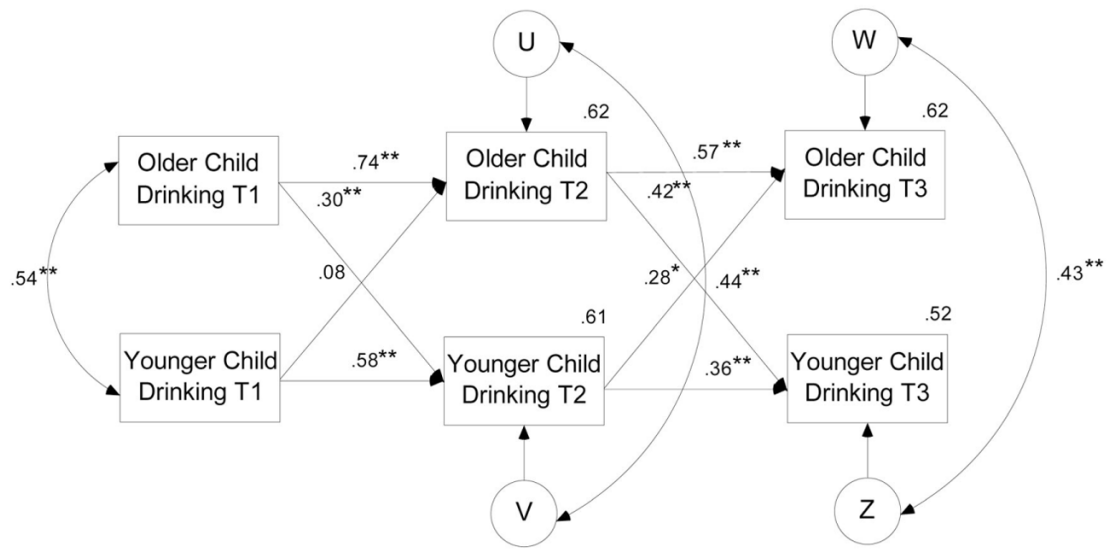 U
W
.62
.62
Older Child
Drinking T1
.74**
.30**
Older Child
Drinking T2
.57**
.42**
Older Child
Drinking T3
.54**
.08
.28*
.44**
.43**
.61
.52
Younger Child
Drinking T1
.58**
Younger Child
Drinking T2
.36**
Younger Child
Drinking T3
V
Z